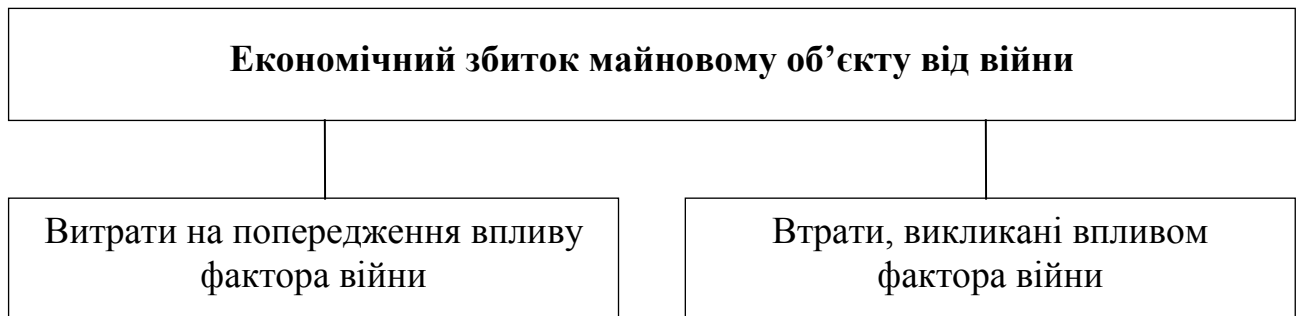 Економічний збиток майновому об’єкту від війни
Витрати на попередження впливу
фактора війни
Втрати, викликані впливом
фактора війни